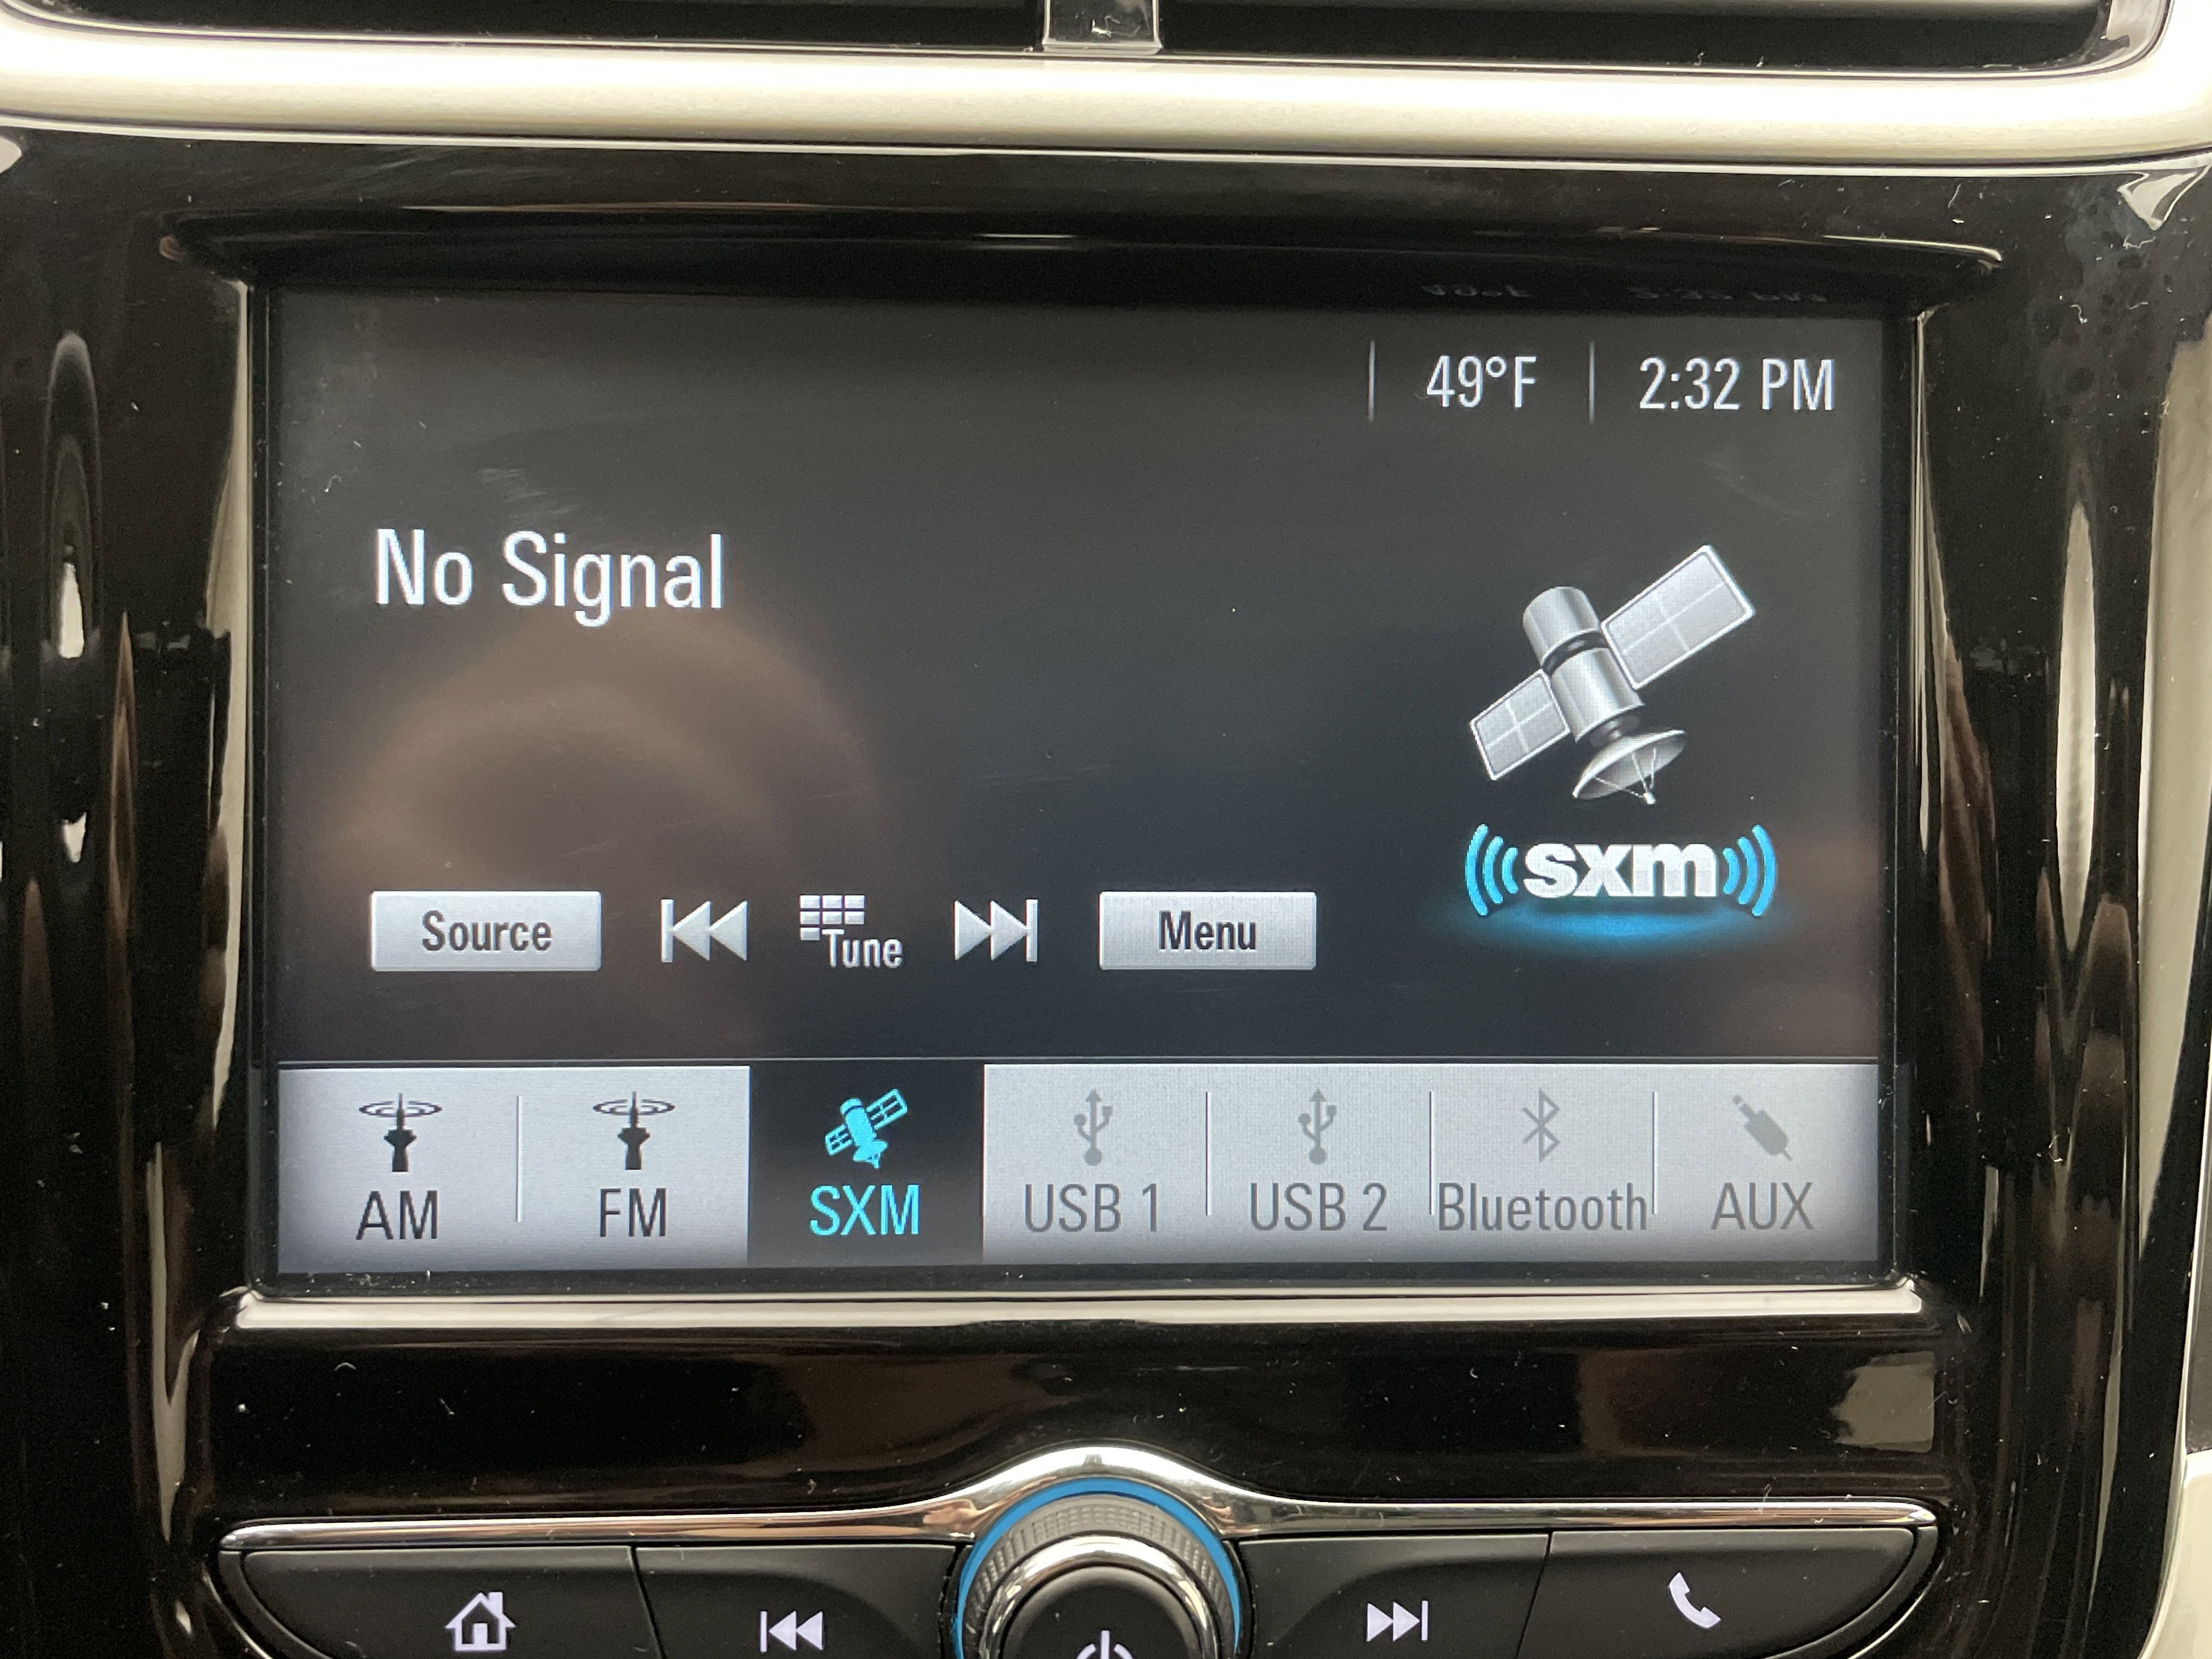 49°F 2:32 PM
No Signal
Source Tune Menu
sxm
AM FM SXM USB 1 USB 2 Bluetooth AUX